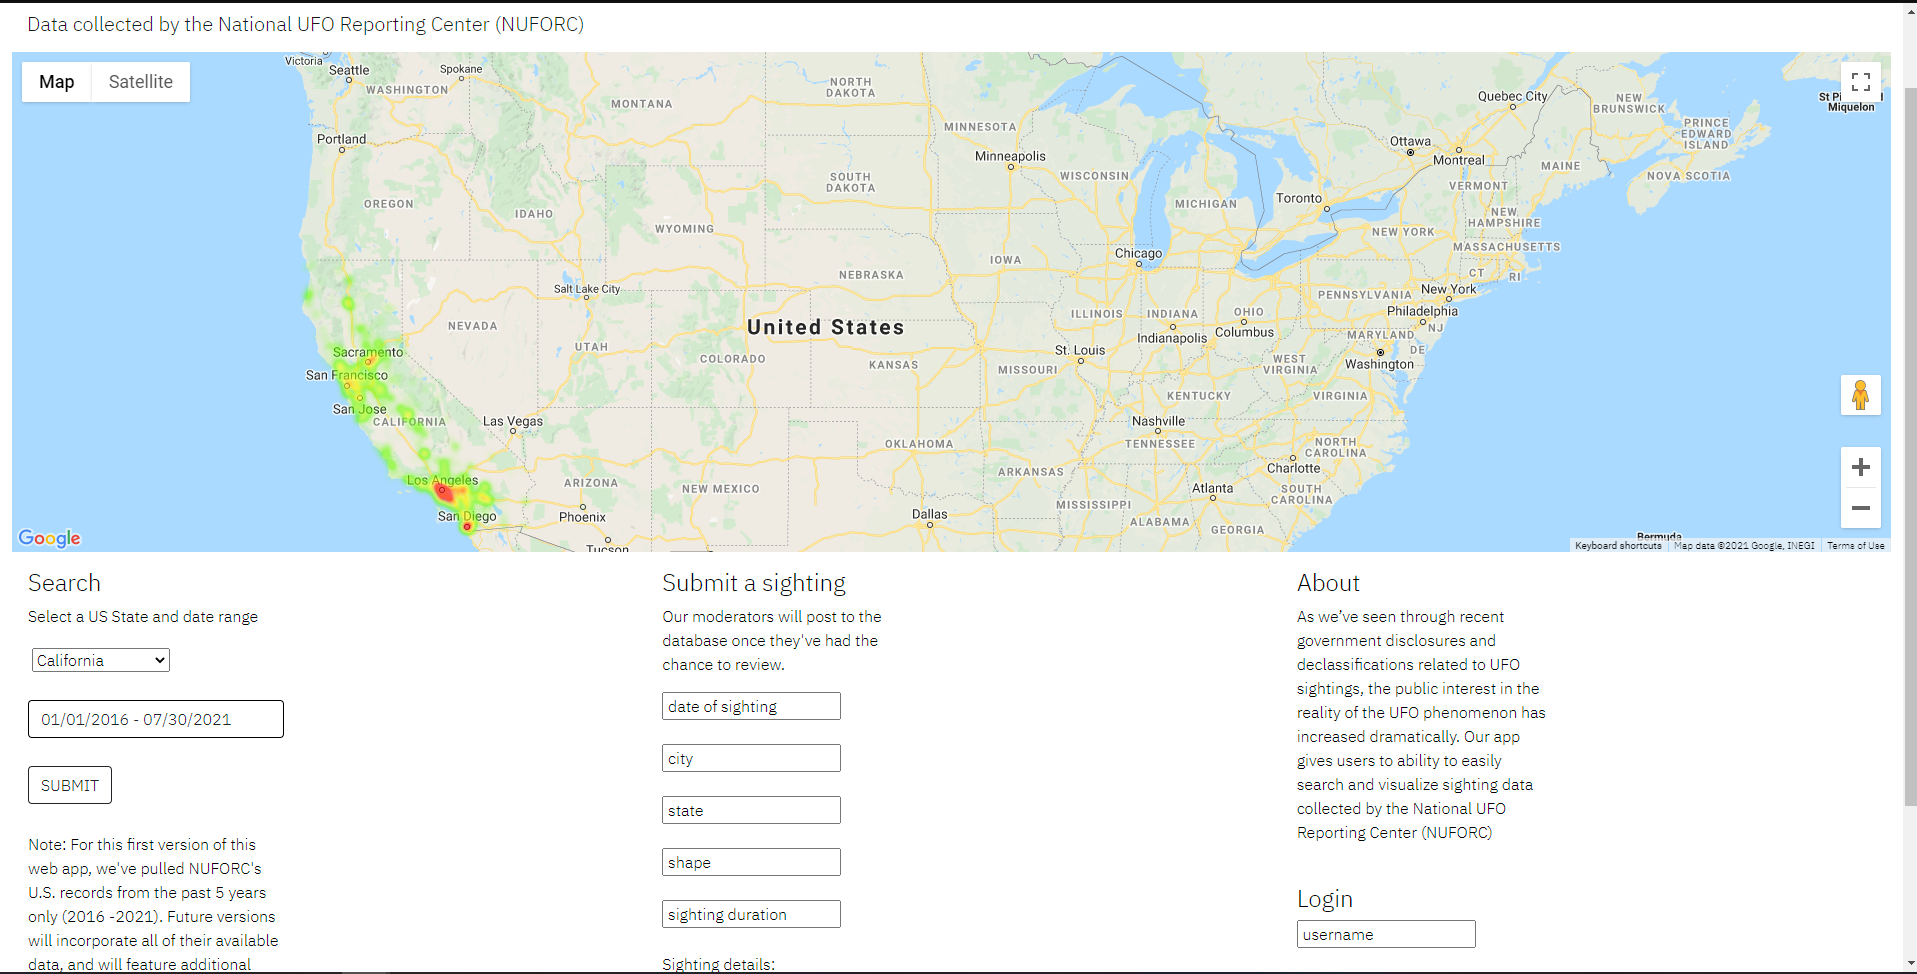 Data collected by the National UFO Reporting Center (NUFORC)
Map
Satellite
Victoria
Seattle
Spokane
WASHINGTON
MONTANA
NORTH
DAKOTA
MINNESOTA
Quebec City
NEW
BRUNSWICK
Miquelon
PRINCE
EDWARD
ISLAND
Portland
Minneapolis
Ottawa
Montreal
MAINE
NOVA SCOTIA
OREGON
IDAHO
SOUTH
DAKOTA
WISCONSIN
MICHIGAN
Toronto
VERMONT
NEW
HAMPSHIRE
WYOMING
NEW YORK
MASSACHUSETTS
Chicago
IOWA
CT
RI
NEBRASKA
Salt Lake City
PENNSYLVANIA
New York
NEVADA
United States
ILLINOIS
INDIANA
OHIO
Philadelphia
Indianapolis
Columbus
MARYLAND
NJ
Sacramento
UTAH
COLORADO
KANSAS
St. Louis
MISSOURI
WEST
VIRGINIA
DE
Washington
San Francisco
San Jose
CALIFORNIA
Las Vegas
KENTUCKY
VIRGINIA
Nashville
TENNESSEE
OKLAHOMA
NORTH
CAROLINA
Los Angeles
ARIZONA
NEW MEXICO
ARKANSAS
Charlotte
San Diego
Phoenix
Dallas
MISSISSIPPI
Atlanta
SOUTH
CAROLINA
ALABAMA
GEORGIA
Tucson
Bermuda
Google
Keyboard shortcuts
Map data ©2021 Google, INEGI
Terms of Use
Search
Select a US State and date range
California
01/01/2016 - 07/30/2021
SUBMIT
Note: For this first version of this
web app, we've pulled NUFORC's
U.S. records from the past 5 years
only (2016 -2021). Future versions
will incorporate all of their available
data, and will feature additional
Submit a sighting
Our moderators will post to the
database once they've had the
chance to review.
date of sighting
city
state
shape
sighting duration
Sighting details:
About
As we’ve seen through recent
government disclosures and
declassifications related to UFO
sightings, the public interest in the
reality of the UFO phenomenon has
increased dramatically. Our app
gives users to ability to easily
search and visualize sighting data
collected by the National UFO
Reporting Center (NUFORC)
Login
username